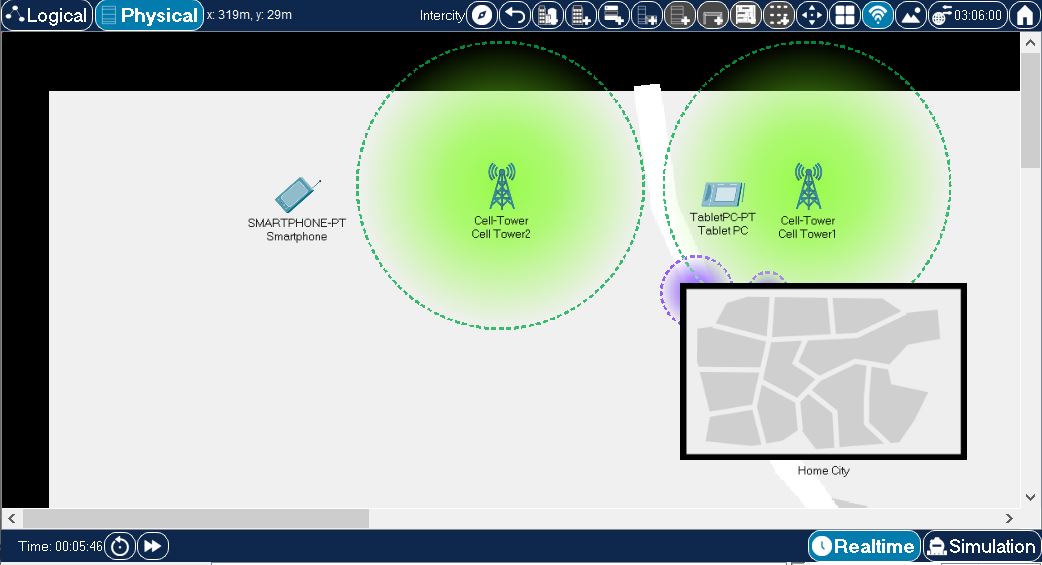 Logical
Physical
x: 319m, y: 29m
Intercity
03:06:00
SMARTPHONE-PT
Smartphone
Cell-Tower
Cell Tower2
TabletPC-PT
Tablet PC
Cell-Tower
Cell Tower1
Home City
Time: 00:05:46
Realtime
Simulation